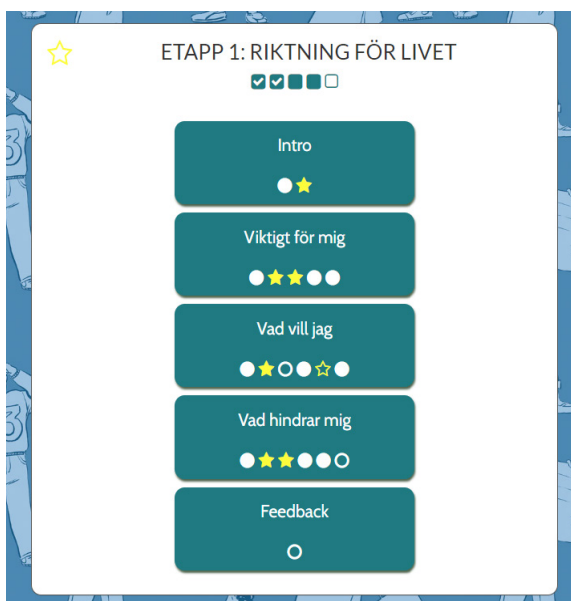 ETAPP 1: RIKTNING FÖR LIVET
Intro
Viktigt för mig
Vad vill jag
Vad hindrar mig
Feedback